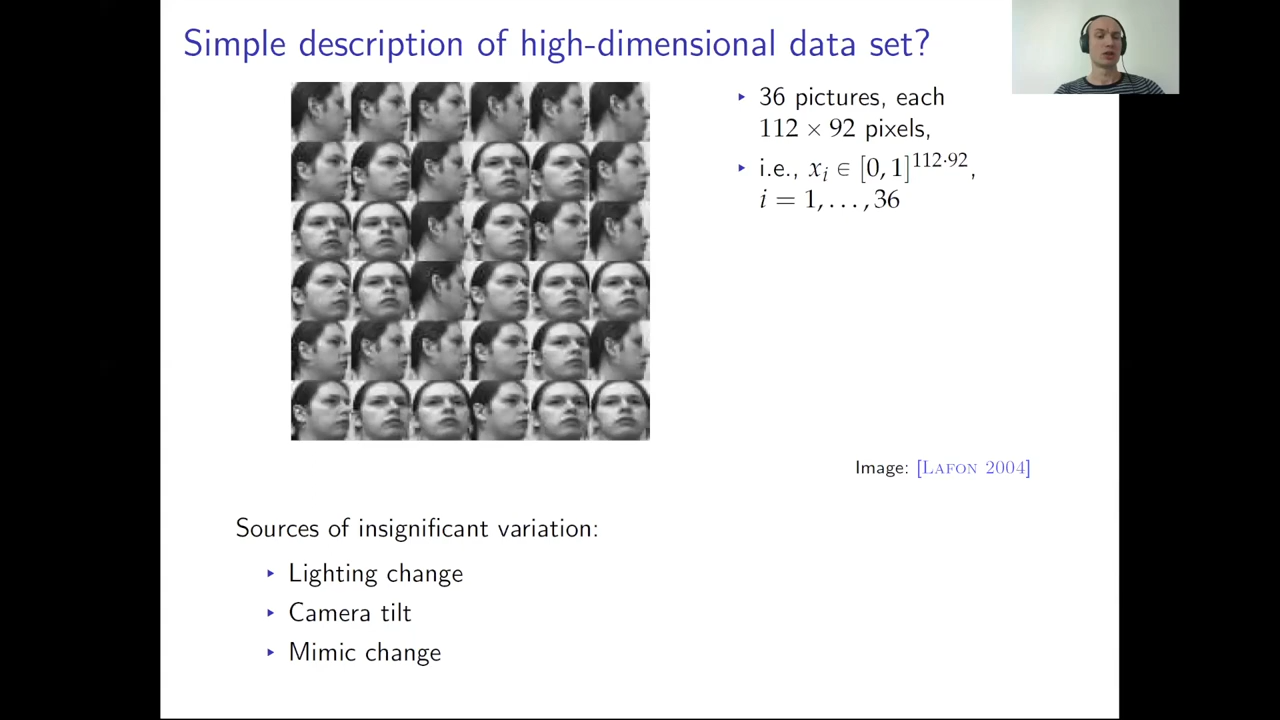 Simple description of high-dimensional data set?
▸ 36 pictures, each
112 × 92 pixels,
▸ i.e., xᵢ ∈ [0, 1]¹¹²·⁹²,
i = 1, . . . , 36
Image: [LAFON 2004]
Sources of insignificant variation:
▸ Lighting change
▸ Camera tilt
▸ Mimic change